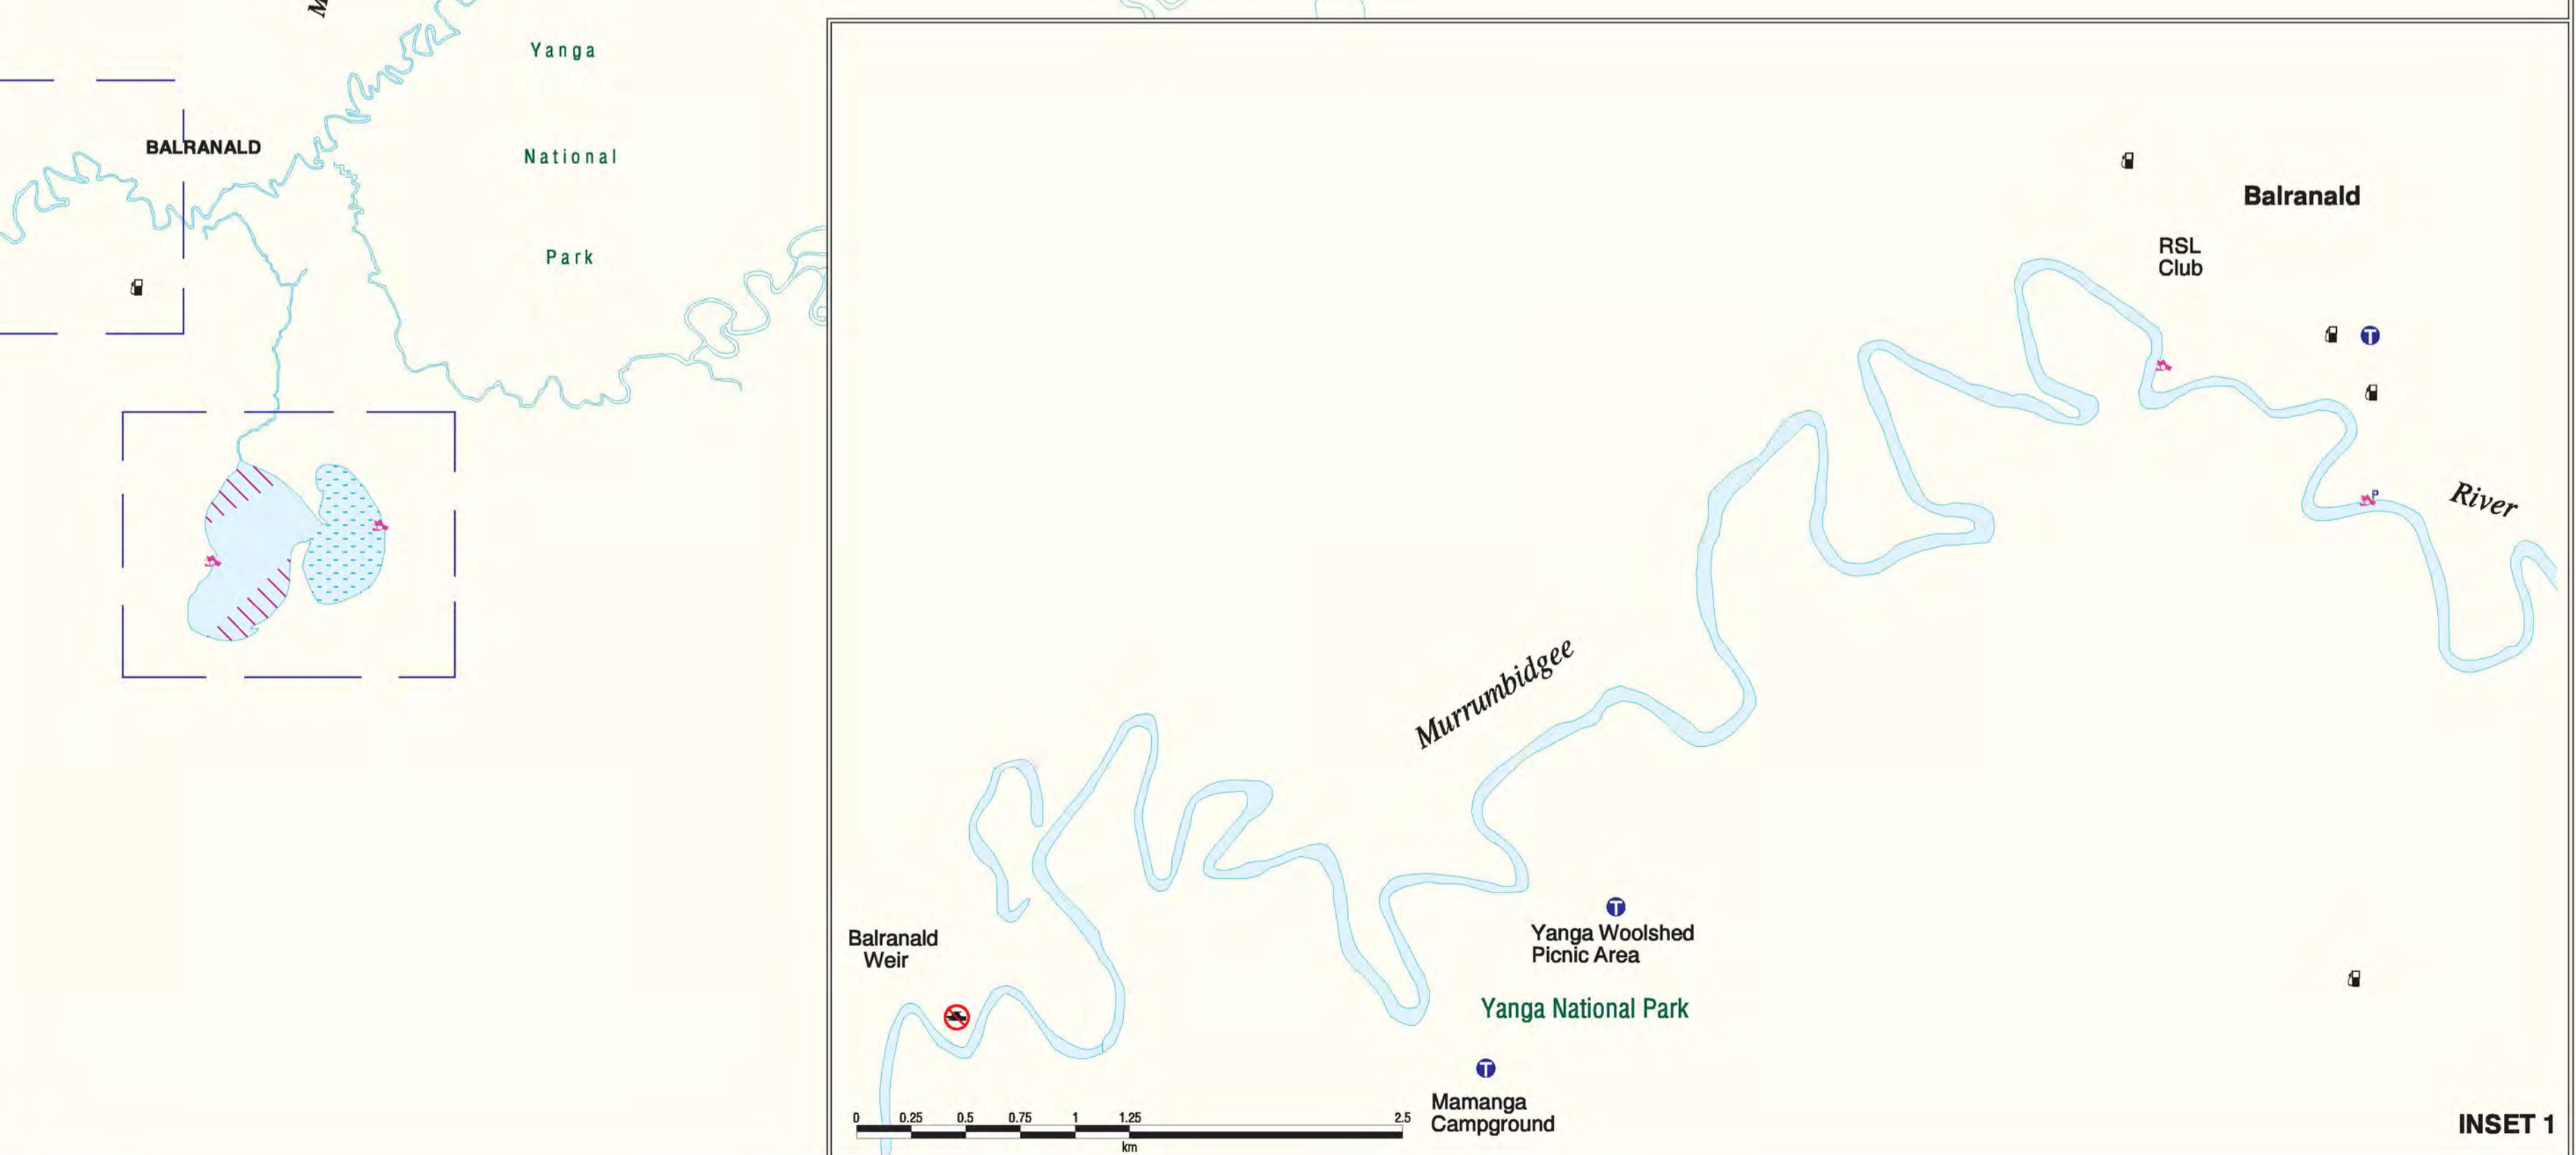 M
Yanga
National
Park
BALRANALD
Balranald
RSL
Club
T
P
River
Murrumbidgee
T
Yanga Woolshed
Picnic Area
Yanga National Park
Balranald
Weir
T
Mamanga
Campground
0 0.25 0.5 0.75 1 1.25 2.5
km
INSET 1